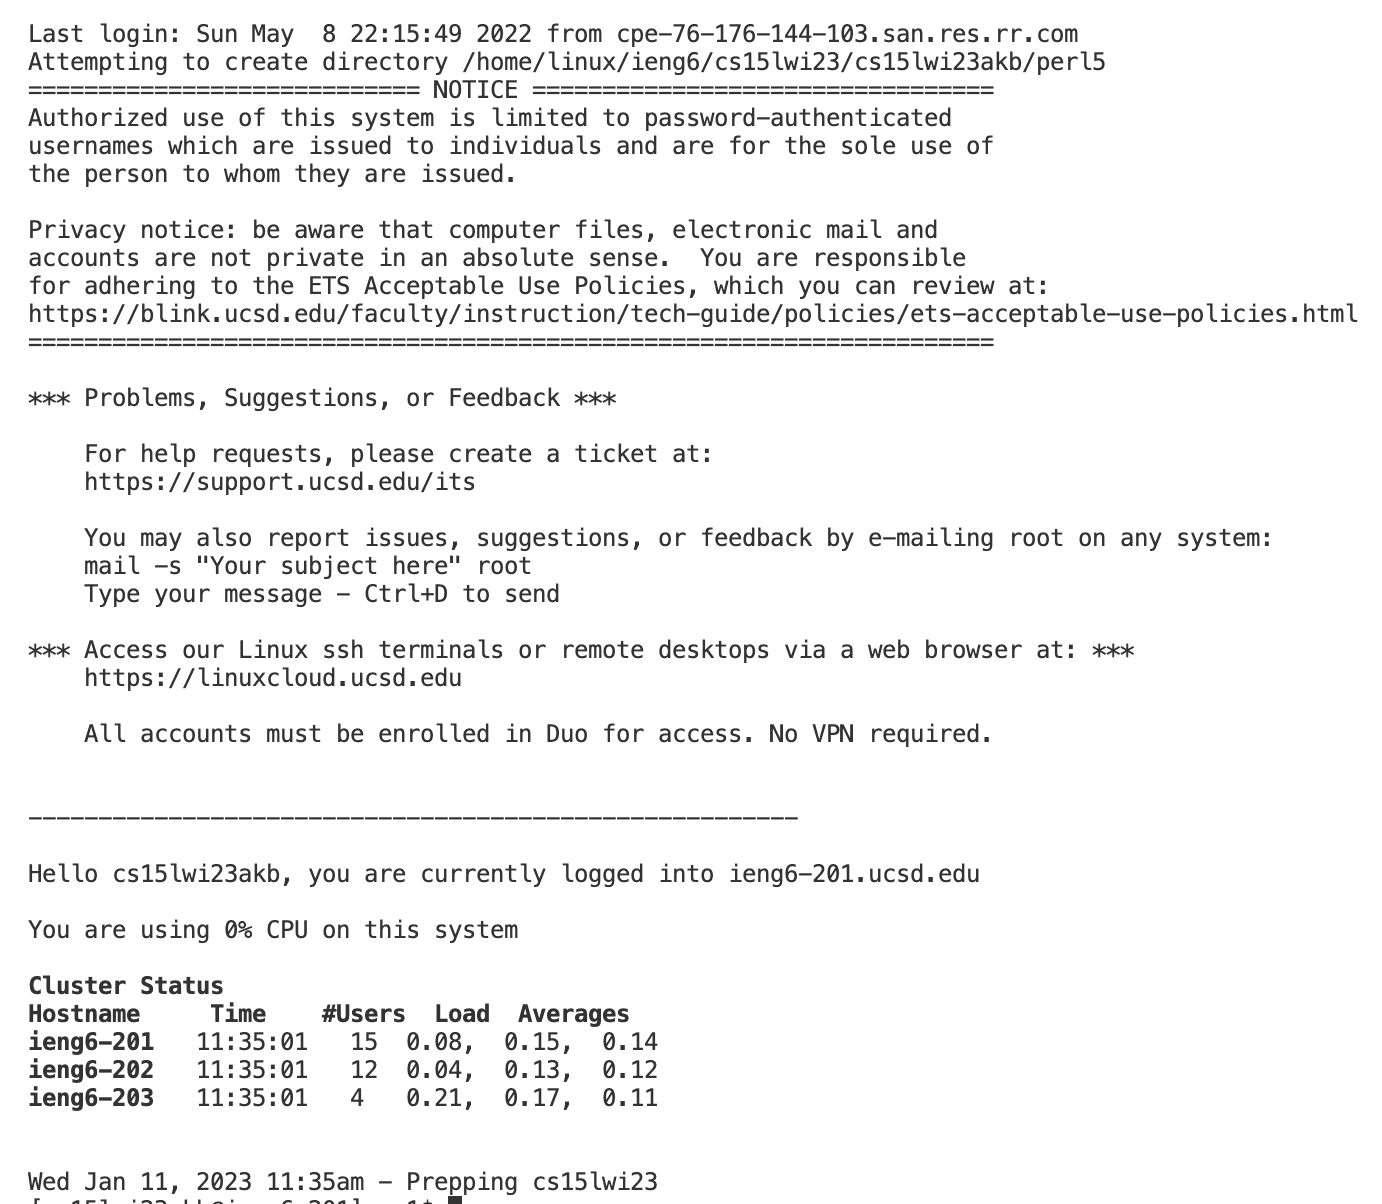 Last login: Sun May  8 22:15:49 2022 from cpe-76-176-144-103.san.res.rr.com
Attempting to create directory /home/linux/ieng6/cs15lwi23/cs15lwi23akb/perl5
============================ NOTICE =================================
Authorized use of this system is limited to password-authenticated
usernames which are issued to individuals and are for the sole use of
the person to whom they are issued.

Privacy notice: be aware that computer files, electronic mail and
accounts are not private in an absolute sense.  You are responsible
for adhering to the ETS Acceptable Use Policies, which you can review at:
https://blink.ucsd.edu/faculty/instruction/tech-guide/policies/ets-acceptable-use-policies.html
=====================================================================

*** Problems, Suggestions, or Feedback ***

    For help requests, please create a ticket at:
    https://support.ucsd.edu/its

    You may also report issues, suggestions, or feedback by e-mailing root on any system:
    mail -s "Your subject here" root
    Type your message - Ctrl+D to send

*** Access our Linux ssh terminals or remote desktops via a web browser at: ***
    https://linuxcloud.ucsd.edu

    All accounts must be enrolled in Duo for access. No VPN required.


-------------------------------------------------------

Hello cs15lwi23akb, you are currently logged into ieng6-201.ucsd.edu

You are using 0% CPU on this system

Cluster Status
Hostname     Time    #Users  Load  Averages
ieng6-201   11:35:01   15  0.08,  0.15,  0.14
ieng6-202   11:35:01   12  0.04,  0.13,  0.12
ieng6-203   11:35:01   4   0.21,  0.17,  0.11


Wed Jan 11, 2023 11:35am - Prepping cs15lwi23